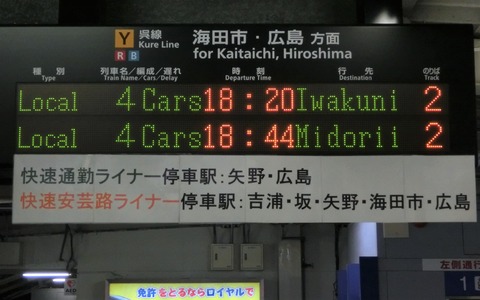 Y 呉線 海田市・広島 方面
R B Kure Line for Kaitaichi, Hiroshima
種別 列車名/編成/遅れ 時刻 行先 のりば
Type Train Name/Cars/Delay Departure Time Destination Track
Local 4 Cars 18:20 Iwakuni 2
Local 4 Cars 18:44 Midorii 2
快速通勤ライナー停車駅:矢野・広島
快速安芸路ライナー停車駅:吉浦・坂・矢野・海田市・広島
免許をとるならロイヤルで
左側通行
1